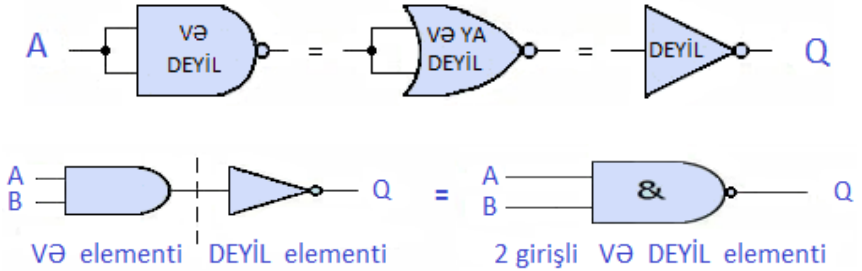 A VƏ DEYİL = VƏ YA DEYİL = DEYİL Q
A
B
Q = A
B
& Q
VƏ elementi DEYİL elementi 2 girişli VƏ DEYİL elementi